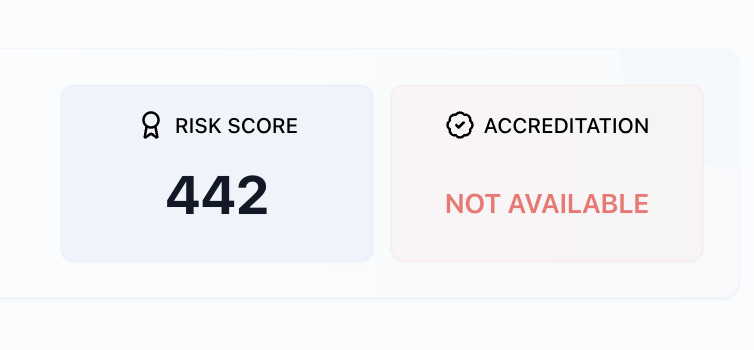 RISK SCORE
442
ACCREDITATION
NOT AVAILABLE